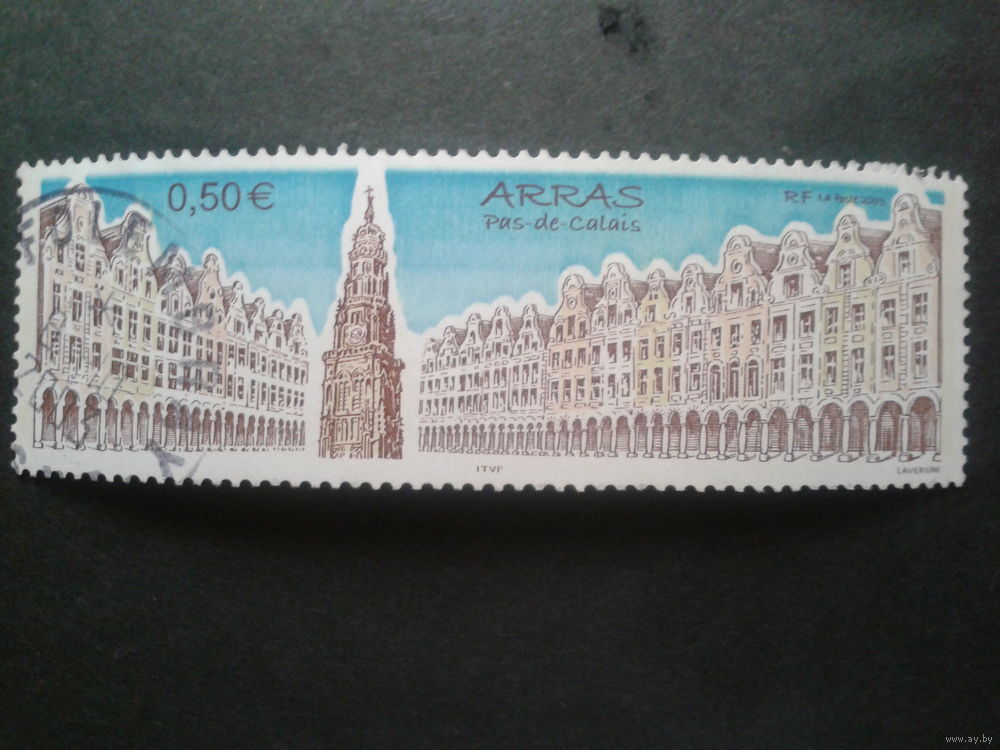 0,50 €
ARRAS
Pas-de-Calais
RF La Poste 2003
ITVF
LAVERGNE
www.ay.by